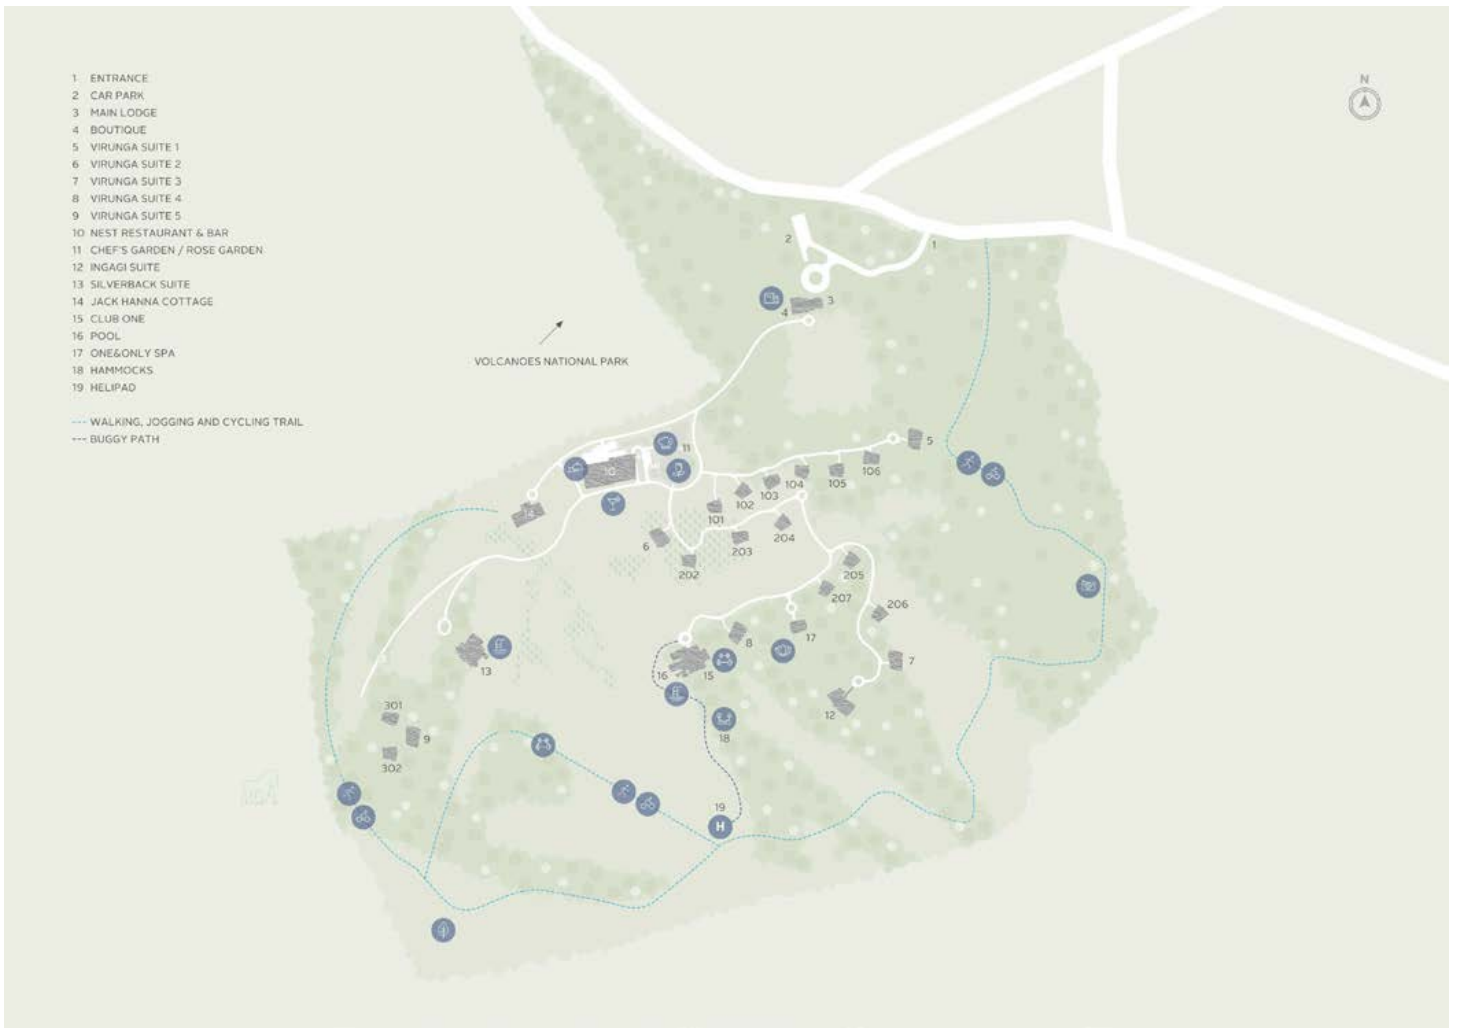 1 ENTRANCE
2 CAR PARK
3 MAIN LODGE
4 BOUTIQUE
5 VIRUNGA SUITE 1
6 VIRUNGA SUITE 2
7 VIRUNGA SUITE 3
8 VIRUNGA SUITE 4
9 VIRUNGA SUITE 5
10 NEST RESTAURANT & BAR
11 CHEF'S GARDEN / ROSE GARDEN
12 INGAGI SUITE
13 SILVERBACK SUITE
14 JACK HANNA COTTAGE
15 CLUB ONE
16 POOL
17 ONE&ONLY SPA
18 HAMMOCKS
19 HELIPAD
WALKING, JOGGING AND CYCLING TRAIL
BUGGY PATH
N
VOLCANOES NATIONAL PARK
2
1
3
4
11
5
10
106
104
105
103
102
14
101
204
6
203
202
205
207
206
17
8
7
13
16
15
12
301
18
9
302
19
H